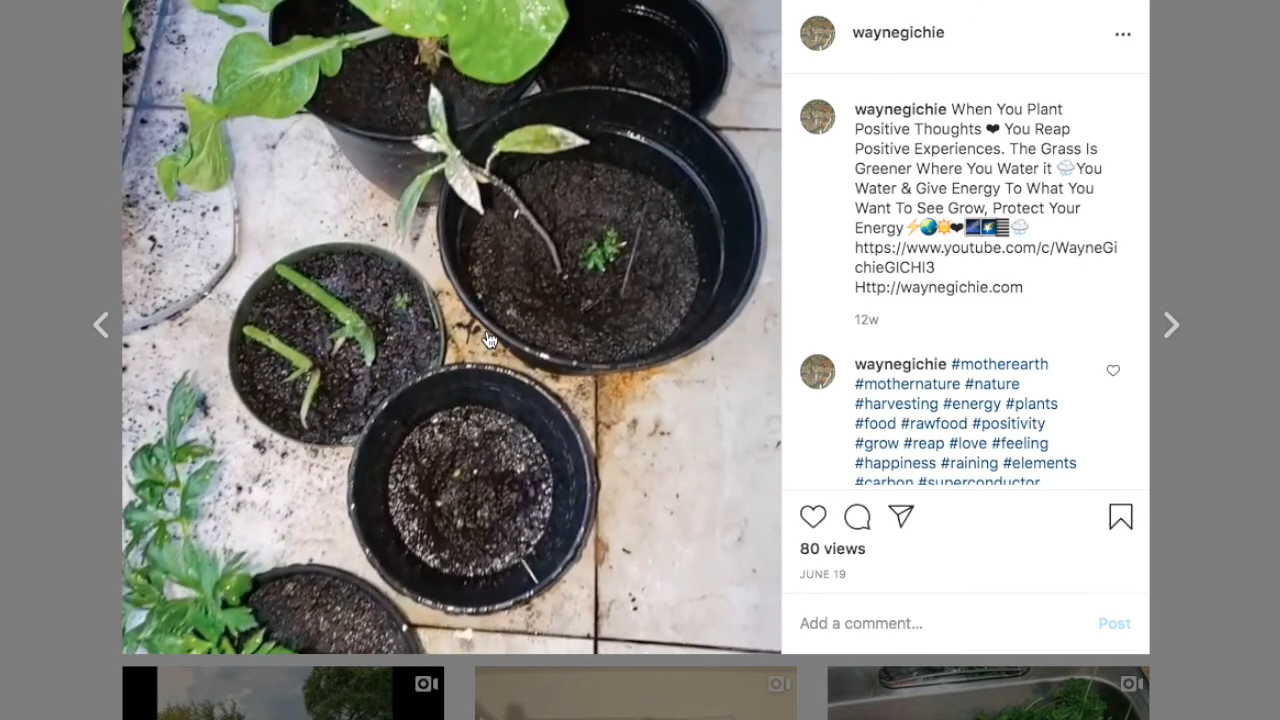 waynegichie
waynegichie When You Plant
Positive Thoughts ❤ You Reap
Positive Experiences. The Grass Is
Greener Where You Water it 🌧You
Water & Give Energy To What You
Want To See Grow, Protect Your
Energy ⚡🌏☀❤🌌🌠🌧
https://www.youtube.com/c/WayneGi
chieGICHI3
Http://waynegichie.com
12w
waynegichie #motherearth
#mothernature #nature
#harvesting #energy #plants
#food #rawfood #positivity
#grow #reap #love #feeling
#happiness #raining #elements
#carbon #superconductor
80 views
JUNE 19
Add a comment... Post